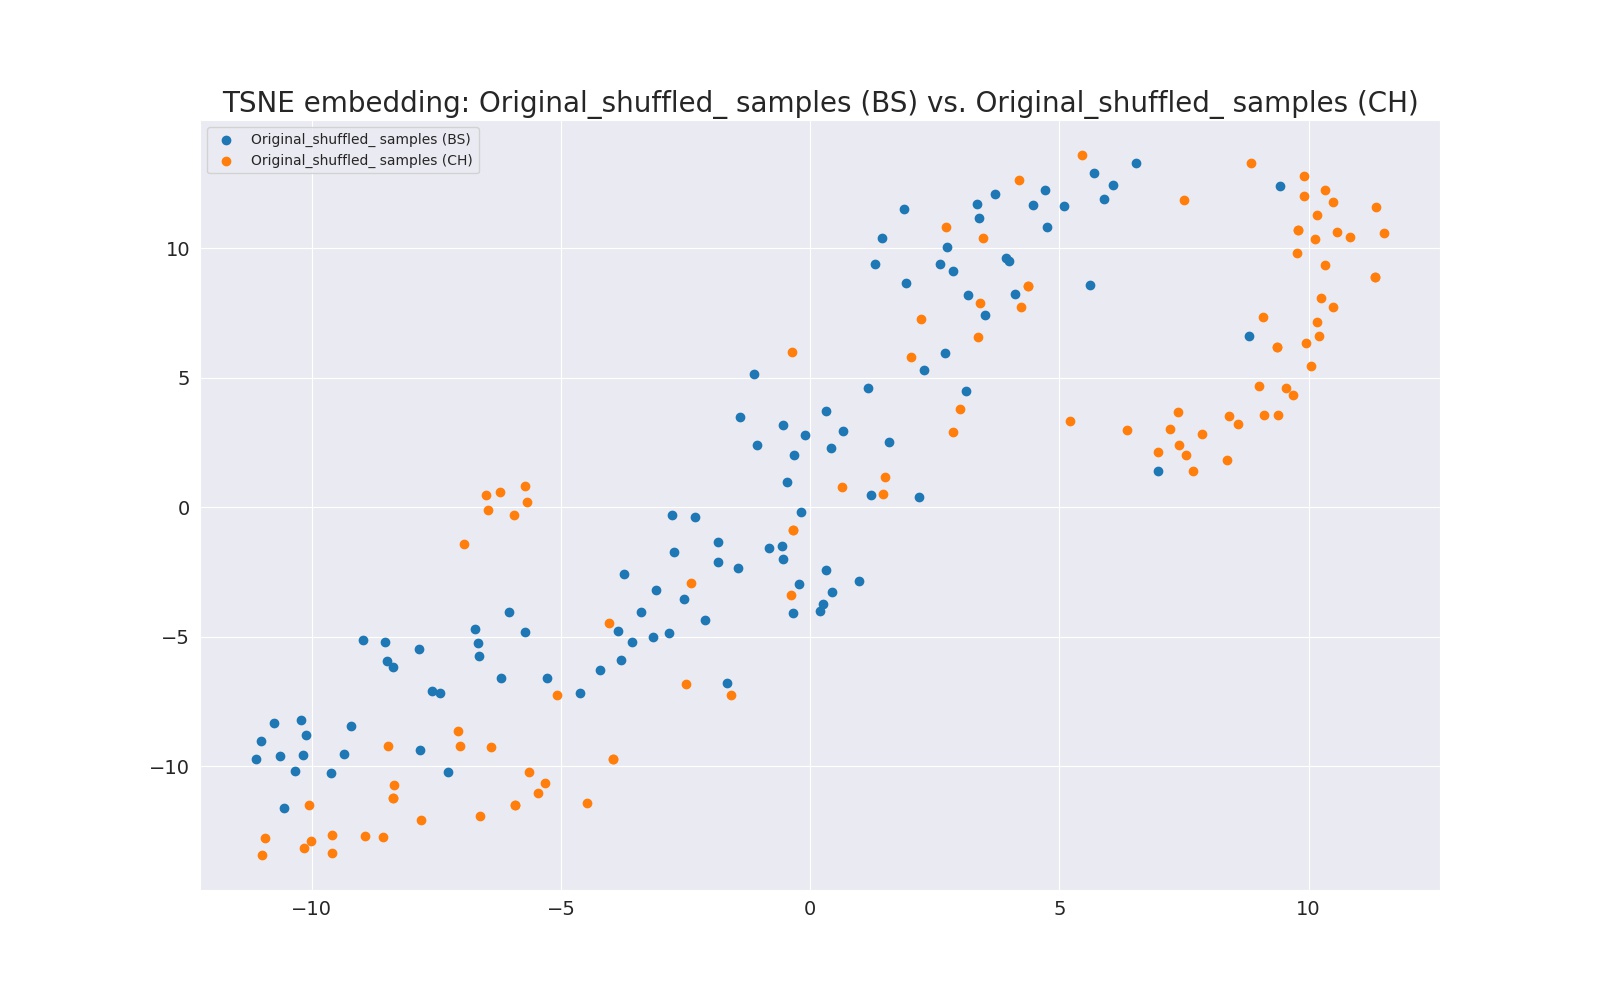 TSNE embedding: Original_shuffled_ samples (BS) vs. Original_shuffled_ samples (CH)
Original_shuffled_ samples (BS)
Original_shuffled_ samples (CH)
10
5
0
−5
−10
−10 −5 0 5 10